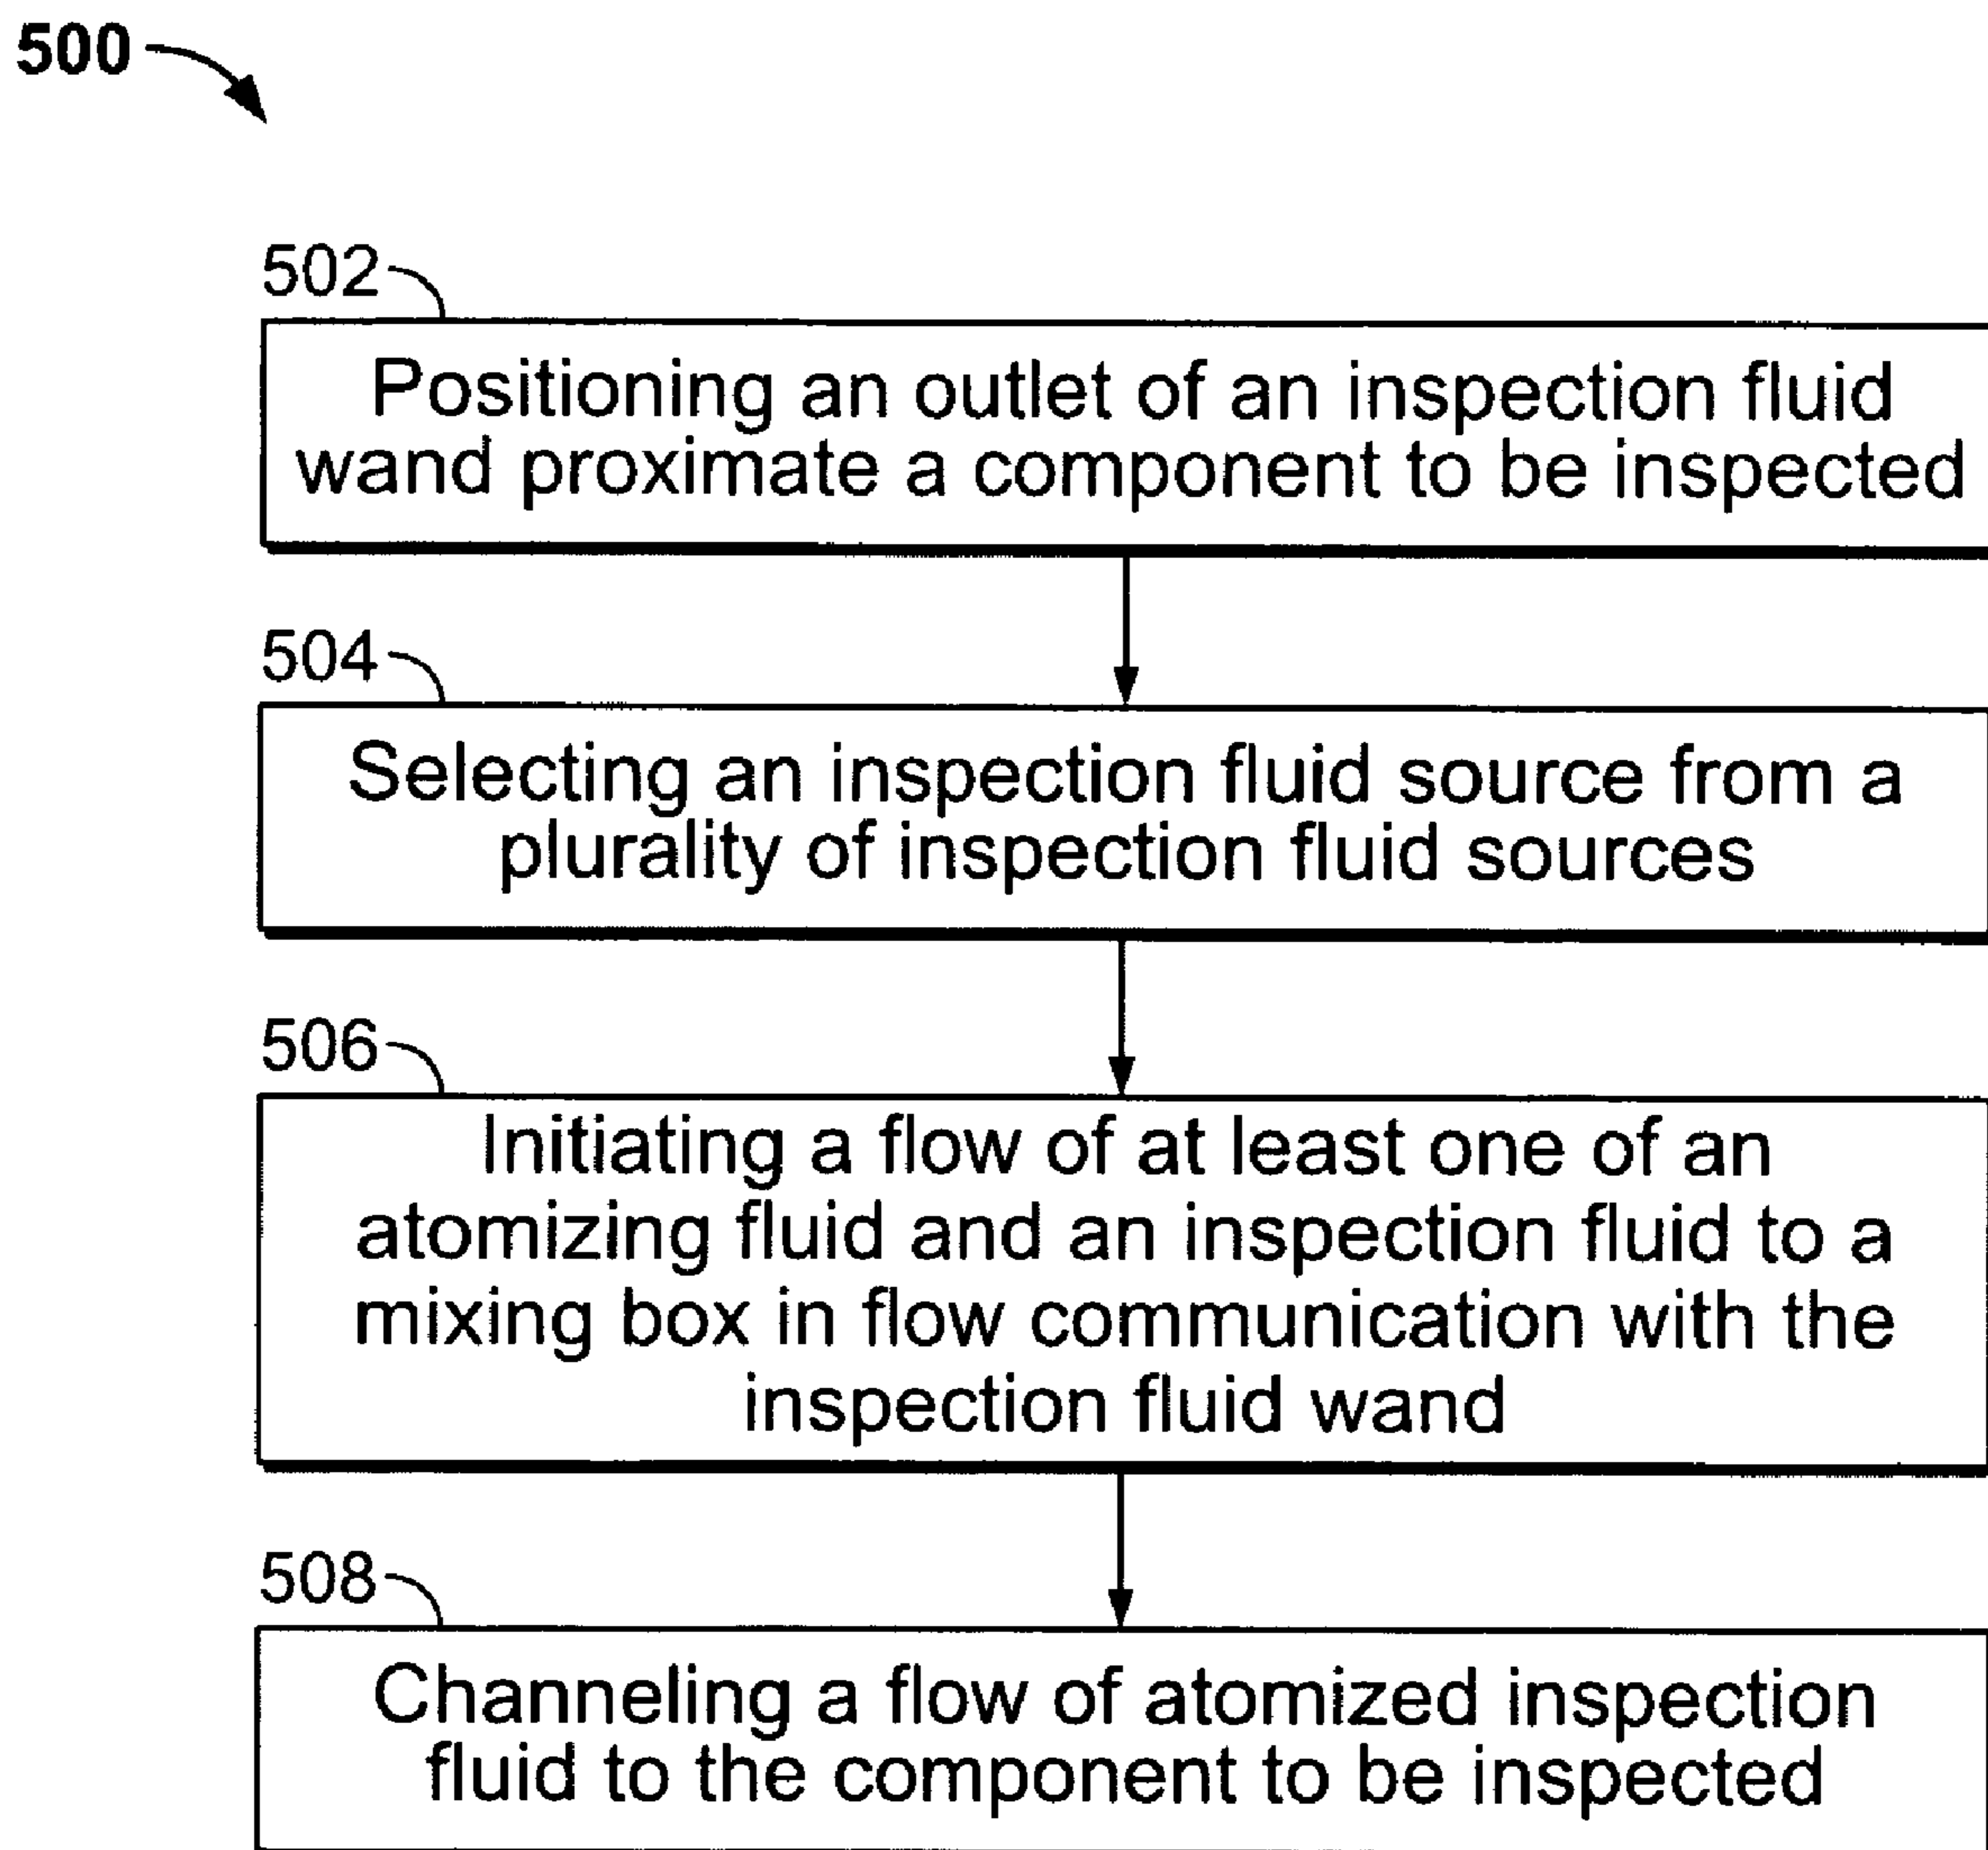 500
502
Positioning an outlet of an inspection fluid
wand proximate a component to be inspected
504
Selecting an inspection fluid source from a
plurality of inspection fluid sources
506
Initiating a flow of at least one of an
atomizing fluid and an inspection fluid to a
mixing box in flow communication with the
inspection fluid wand
508
Channeling a flow of atomized inspection
fluid to the component to be inspected